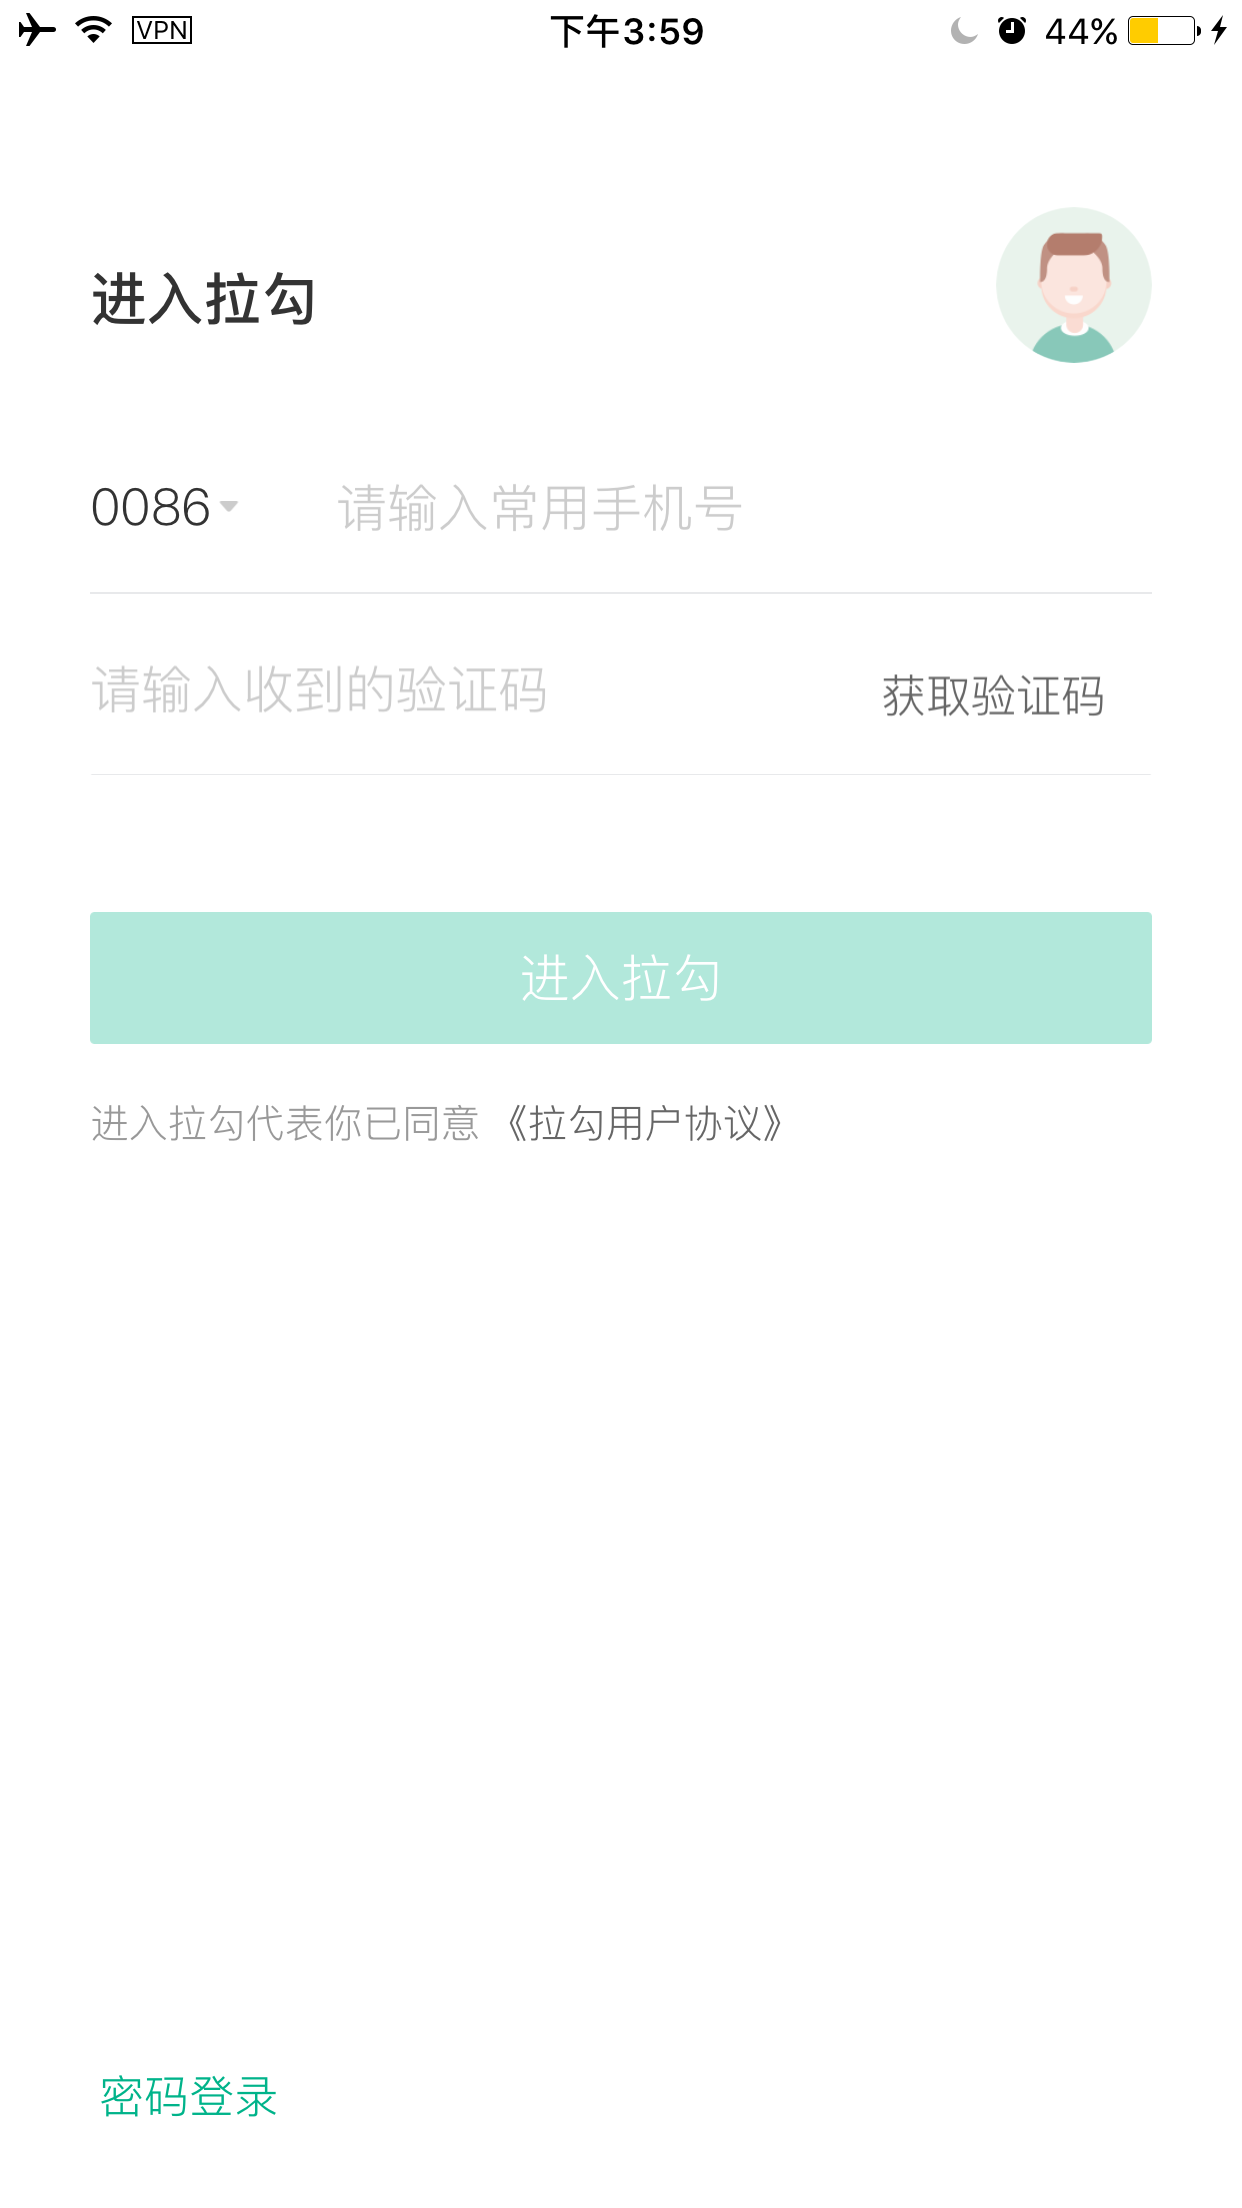 VPN 下午3:59 44%
进入拉勾
0086 请输入常用手机号
请输入收到的验证码 获取验证码
进入拉勾
进入拉勾代表你已同意 《拉勾用户协议》
密码登录